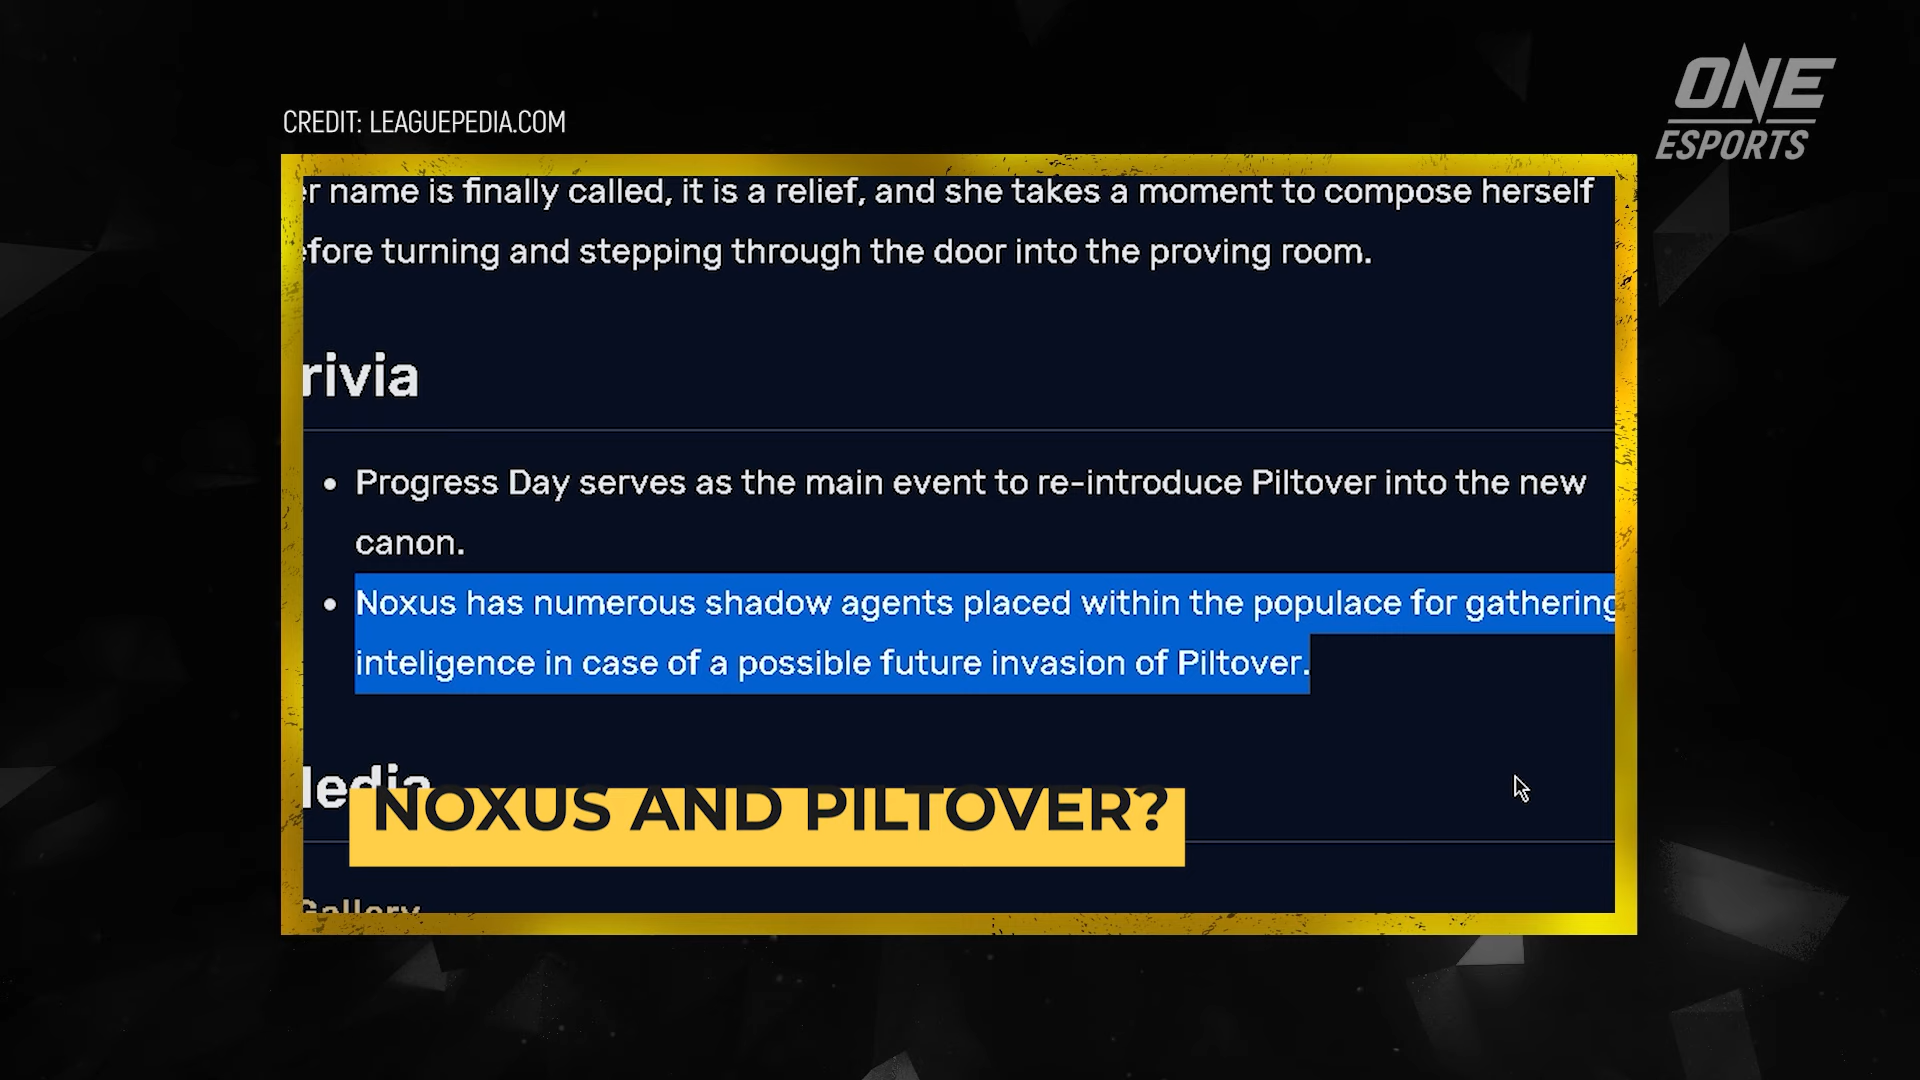 ONE
ESPORTS
CREDIT: LEAGUEPEDIA.COM
er name is finally called, it is a relief, and she takes a moment to compose herself
efore turning and stepping through the door into the proving room.
rivia
• Progress Day serves as the main event to re-introduce Piltover into the new
canon.
• Noxus has numerous shadow agents placed within the populace for gathering
inteligence in case of a possible future invasion of Piltover.
ledia
NOXUS AND PILTOVER?
Gallery